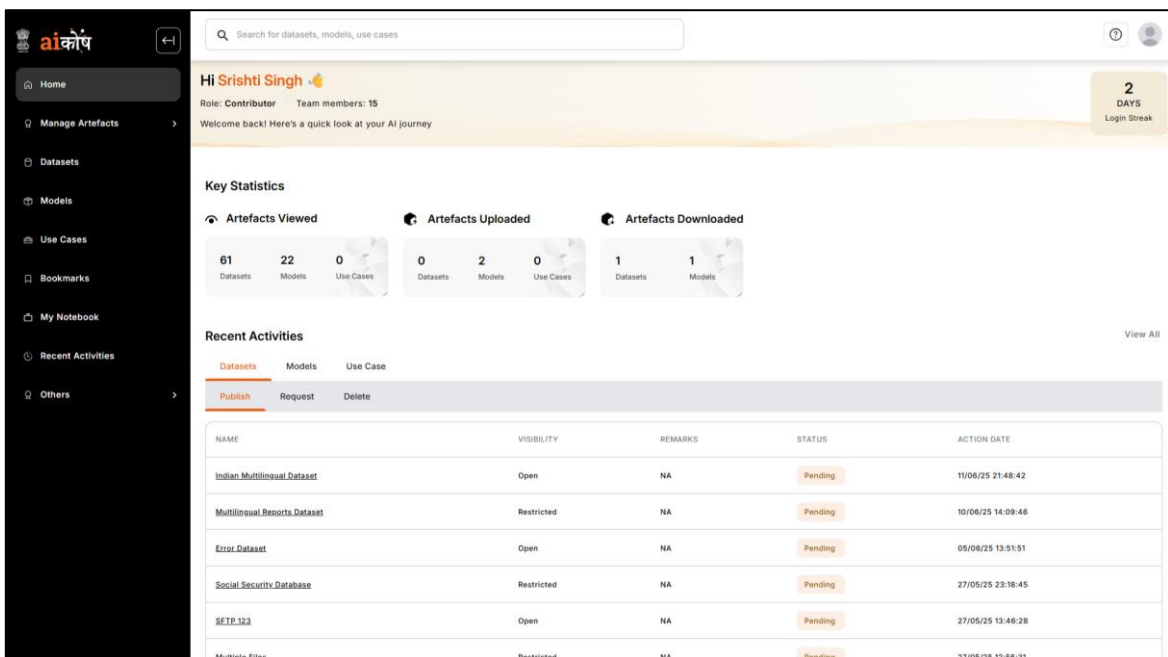 aiकोष
Search for datasets, models, use cases
Home
Manage Artefacts
Datasets
Models
Use Cases
Bookmarks
My Notebook
Recent Activities
Others
Hi Srishti Singh
Role: Contributor Team members: 15
Welcome back! Here's a quick look at your AI journey
2
DAYS
Login Streak
Key Statistics
Artefacts Viewed
61 22 0
Datasets Models Use Cases
Artefacts Uploaded
0 2 0
Datasets Models Use Cases
Artefacts Downloaded
1 1
Datasets Models
Recent Activities View All
Datasets Models Use Case
Publish Request Delete
NAME VISIBILITY REMARKS STATUS ACTION DATE
Indian Multilingual Dataset Open NA Pending 11/06/25 21:48:42
Multilingual Reports Dataset Restricted NA Pending 10/06/25 14:09:46
Error Dataset Open NA Pending 05/06/25 13:51:51
Social Security Database Restricted NA Pending 27/05/25 23:18:45
SFTP 123 Open NA Pending 27/05/25 13:46:28
Multiple Files Restricted NA Pending